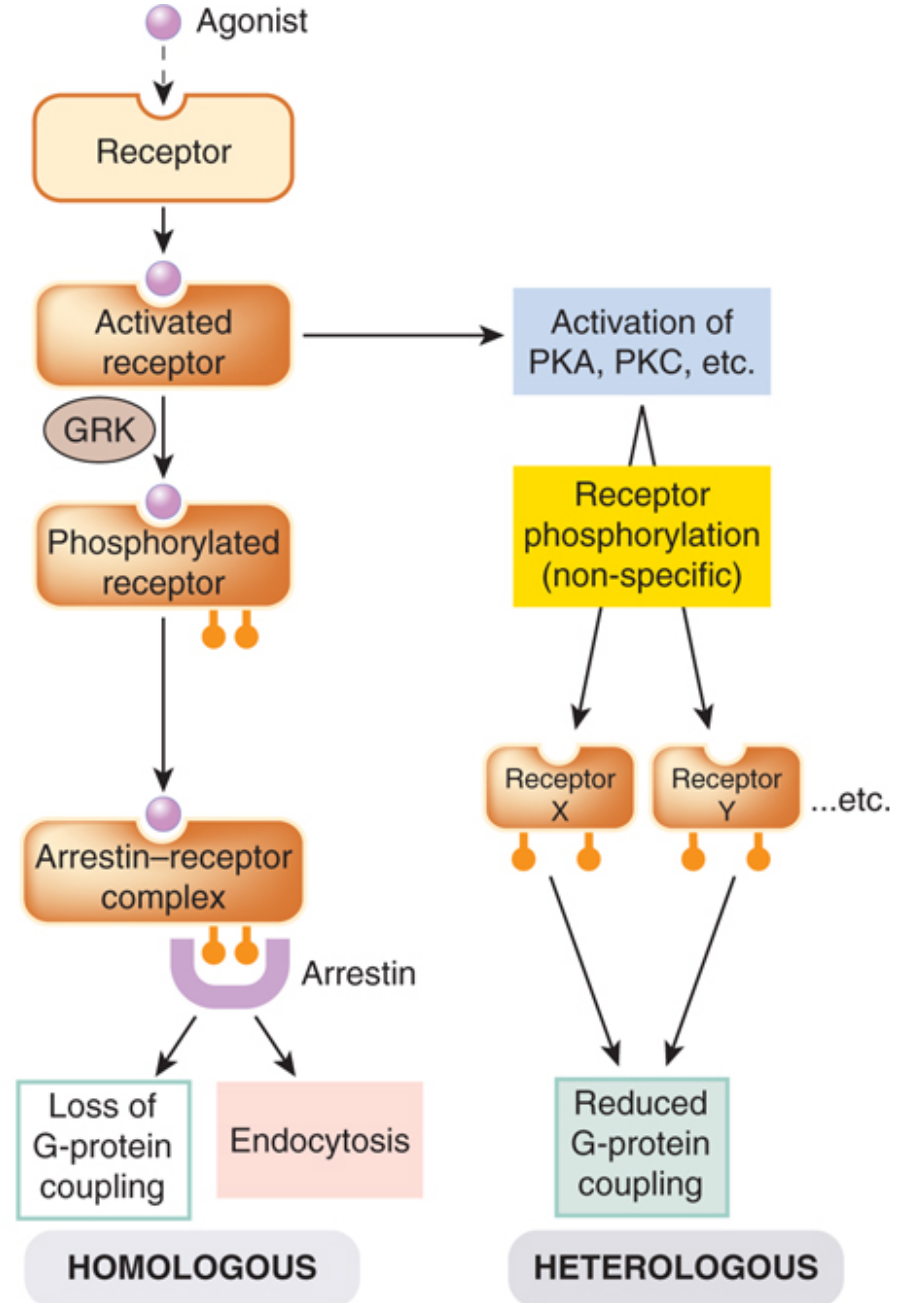 Agonist
Receptor
Activated
receptor
GRK
Phosphorylated
receptor
Arrestin–receptor
complex
Arrestin
Loss of
G-protein
coupling
Endocytosis
HOMOLOGOUS
Activation of
PKA, PKC, etc.
Receptor
phosphorylation
(non-specific)
Receptor
X
Receptor
Y
...etc.
Reduced
G-protein
coupling
HETEROLOGOUS